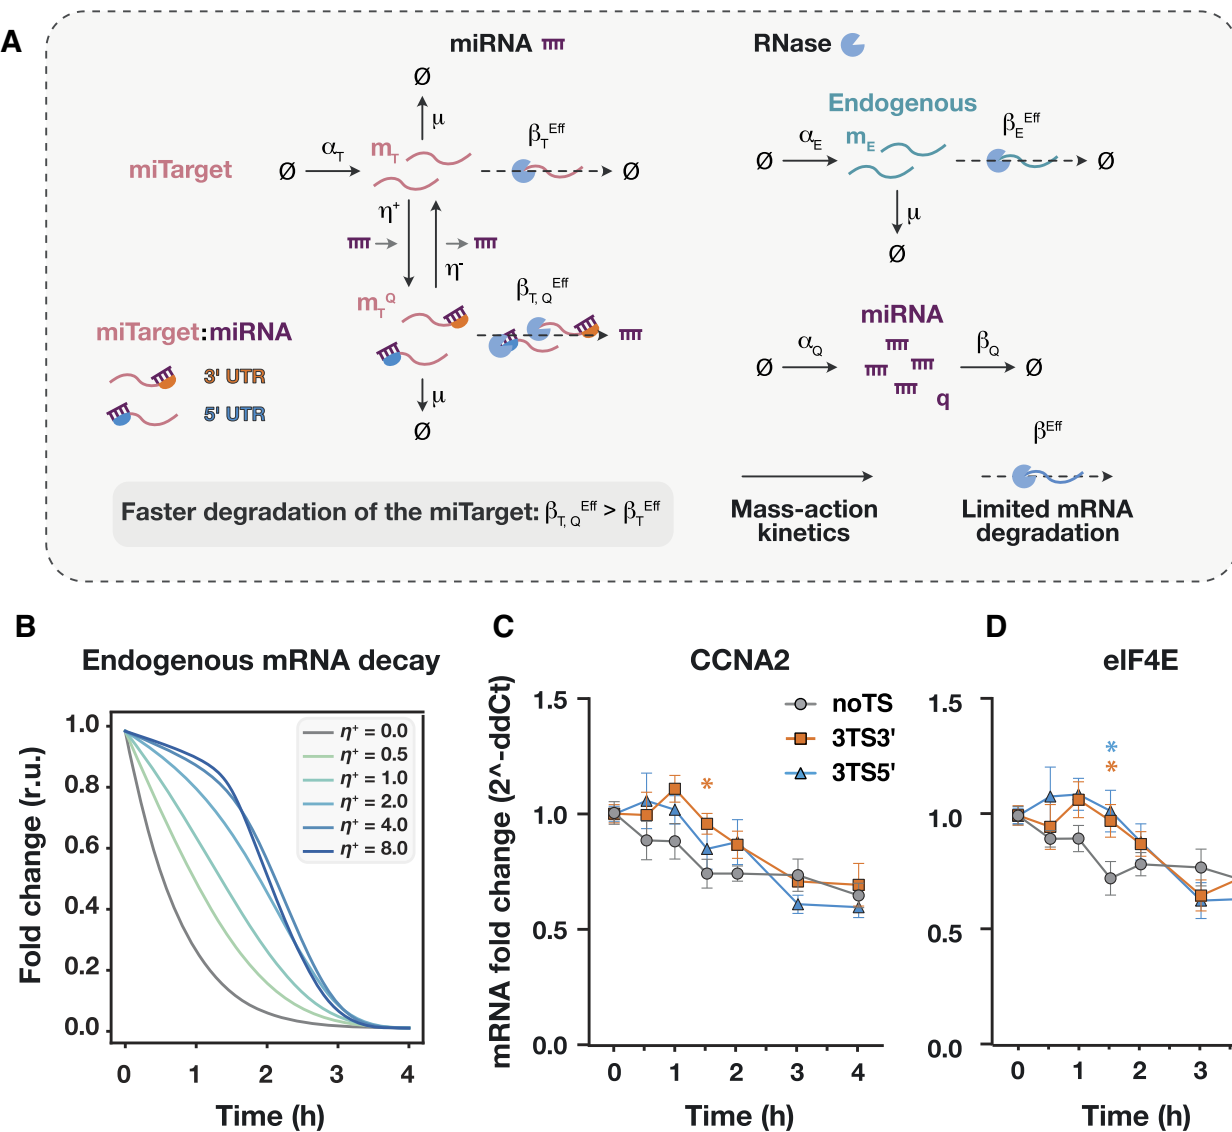 A
miRNA
RNase
Ø
μ
Endogenous
miTarget
Ø
α_T
m_T
β_T^Eff
Ø
Ø
α_E
m_E
β_E^Eff
Ø
μ
Ø
η⁺
η⁻
m_T^Q
β_T,Q^Eff
miTarget:miRNA
3' UTR
5' UTR
μ
Ø
miRNA
Ø
α_Q
β_Q
Ø
q
β^Eff
Faster degradation of the miTarget: β_T,Q^Eff > β_T^Eff
Mass-action
kinetics
Limited mRNA
degradation
B
Endogenous mRNA decay
Fold change (r.u.)
1.0
0.8
0.6
0.4
0.2
0.0
η⁺ = 0.0
η⁺ = 0.5
η⁺ = 1.0
η⁺ = 2.0
η⁺ = 4.0
η⁺ = 8.0
0 1 2 3 4
Time (h)
C
CCNA2
mRNA fold change (2^-ddCt)
1.5
1.0
0.5
0.0
noTS
3TS3'
3TS5'
*
0 1 2 3 4
Time (h)
D
eIF4E
1.5
1.0
0.5
0.0
*
*
0 1 2 3
Time (h)